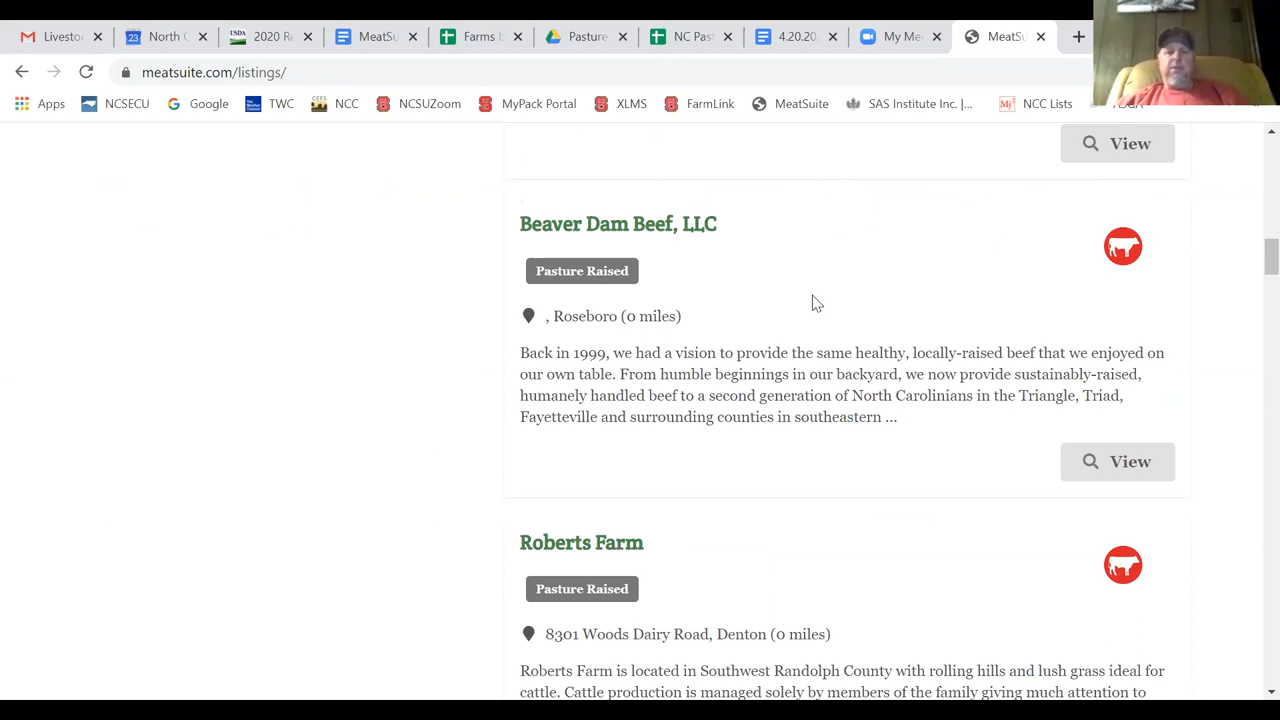 Livesto
North C
USDA 2020 R
MeatSu
Farms b
Pasture
NC Pas
4.20.20
My Me
MeatSu
meatsuite.com/listings/
Apps NCSECU Google TWC CEFS NCC NCSUZoom MyPack Portal XLMS FarmLink MeatSuite SAS Institute Inc. |... NCC Lists
View
Beaver Dam Beef, LLC
Pasture Raised
, Roseboro (0 miles)
Back in 1999, we had a vision to provide the same healthy, locally-raised beef that we enjoyed on
our own table. From humble beginnings in our backyard, we now provide sustainably-raised,
humanely handled beef to a second generation of North Carolinians in the Triangle, Triad,
Fayetteville and surrounding counties in southeastern ...
View
Roberts Farm
Pasture Raised
8301 Woods Dairy Road, Denton (0 miles)
Roberts Farm is located in Southwest Randolph County with rolling hills and lush grass ideal for
cattle. Cattle production is managed solely by members of the family giving much attention to